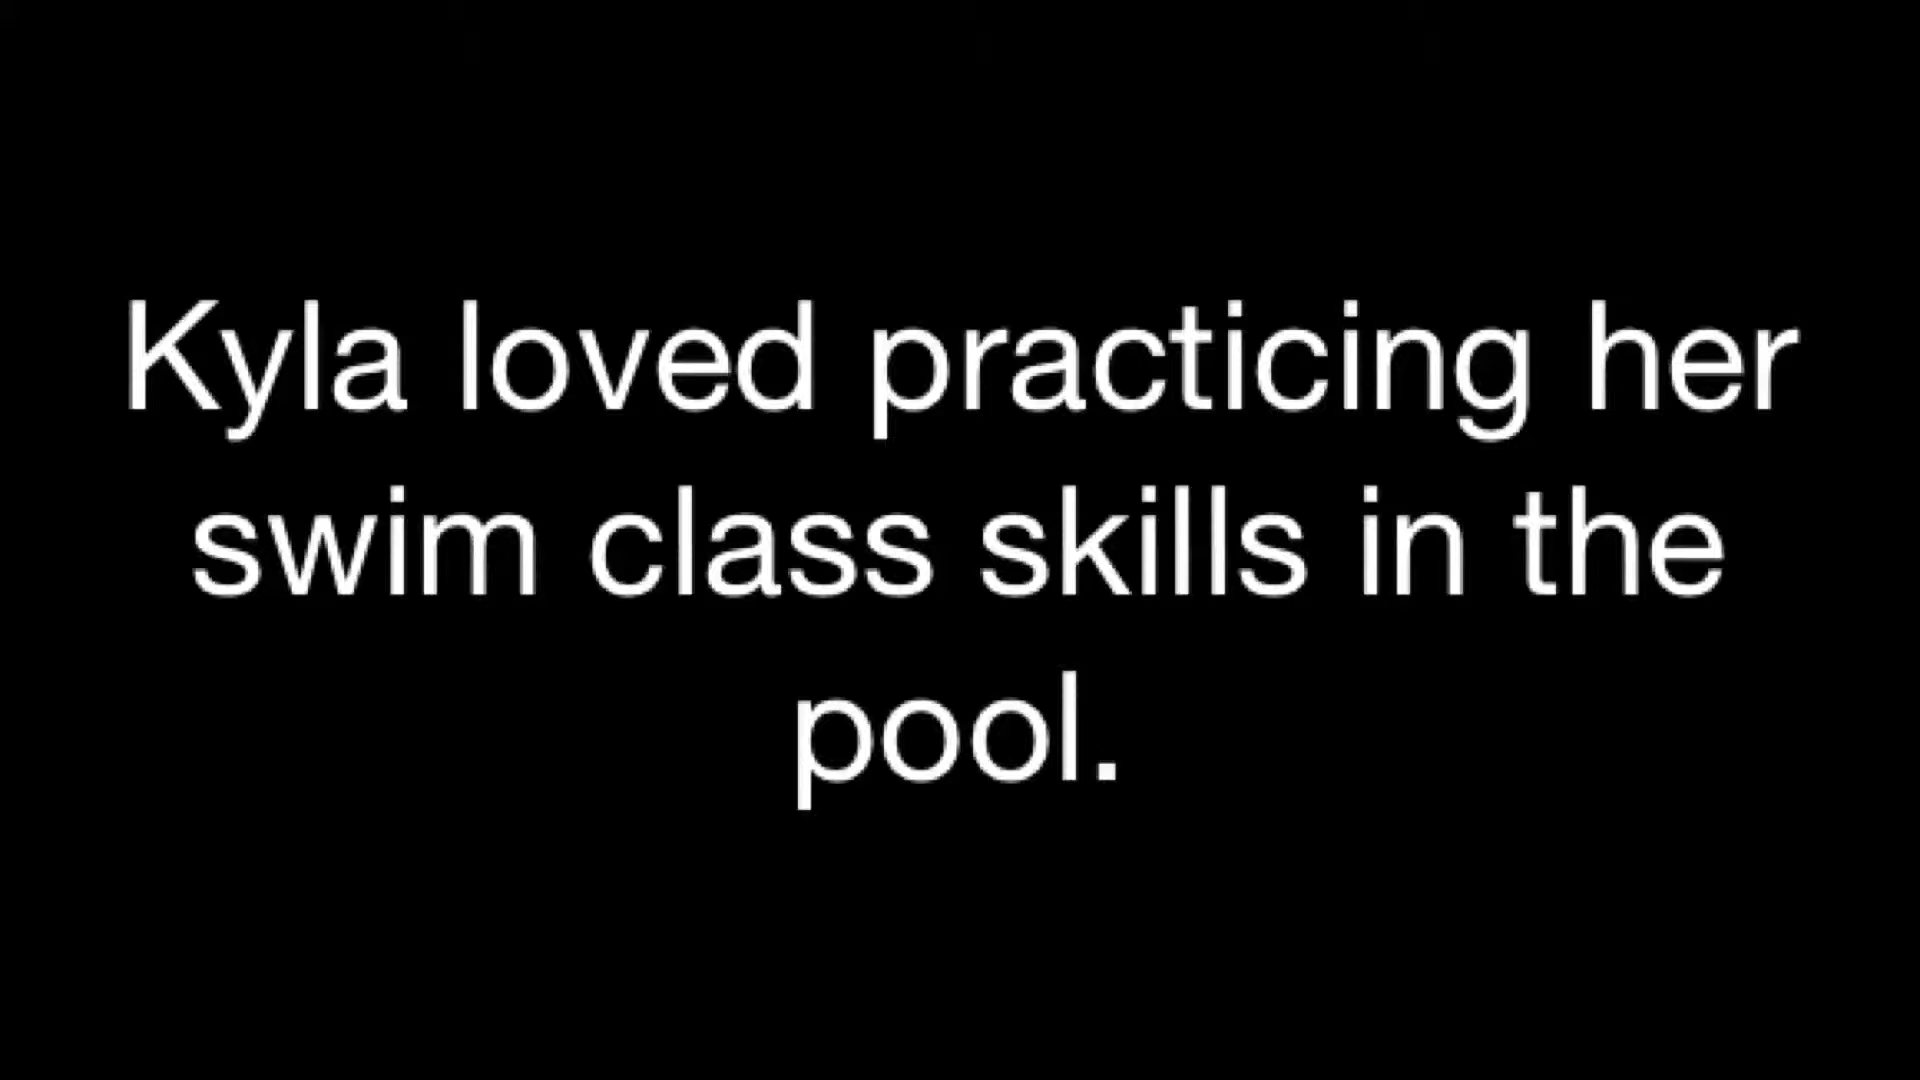 Kyla loved practicing her
swim class skills in the
pool.